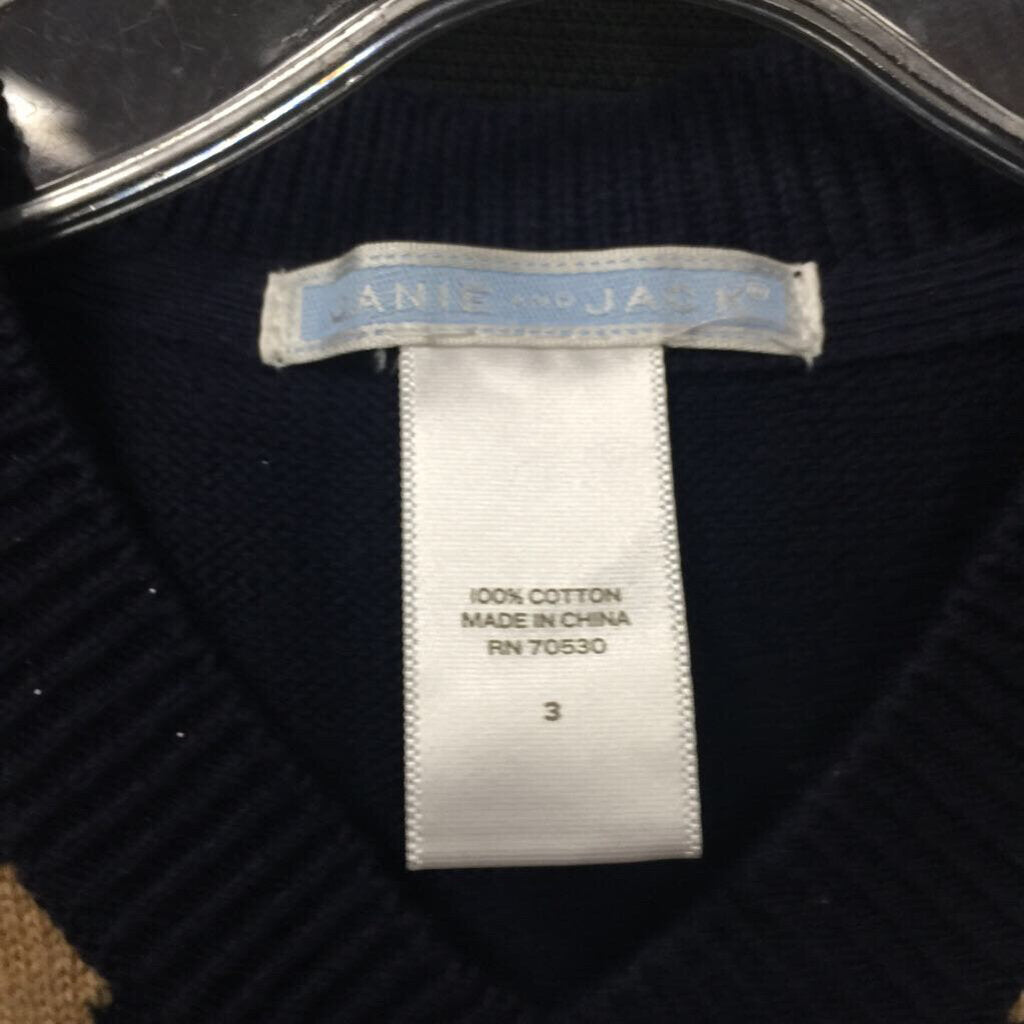 JANIE AND JACK®
100% COTTON
MADE IN CHINA
RN 70530
3